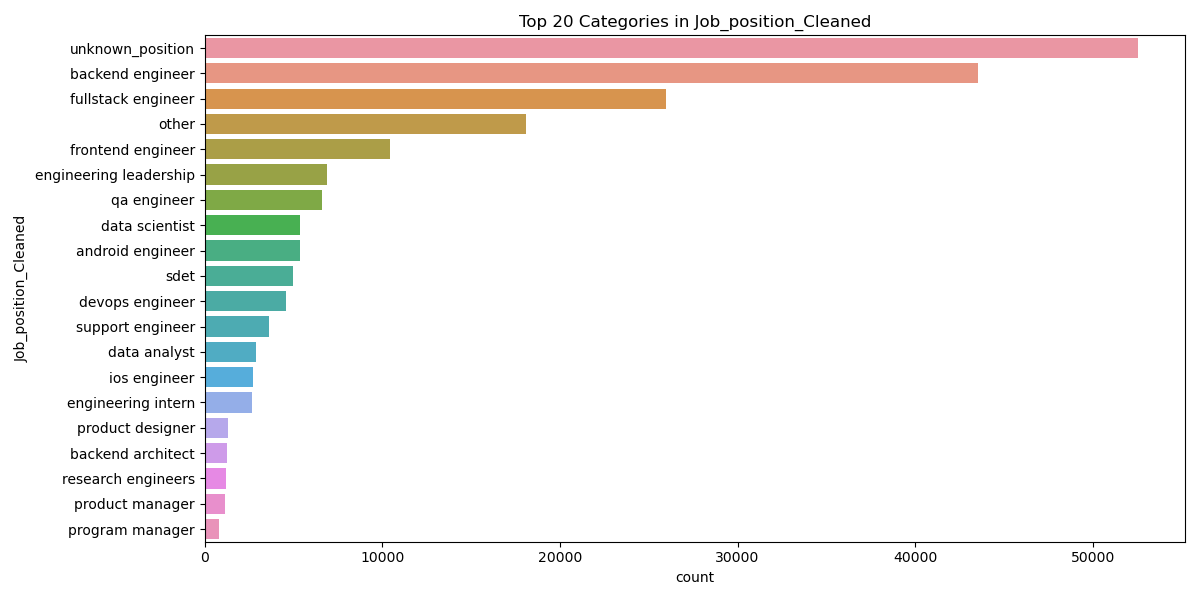 Top 20 Categories in Job_position_Cleaned
Job_position_Cleaned
unknown_position
backend engineer
fullstack engineer
other
frontend engineer
engineering leadership
qa engineer
data scientist
android engineer
sdet
devops engineer
support engineer
data analyst
ios engineer
engineering intern
product designer
backend architect
research engineers
product manager
program manager
0 10000 20000 30000 40000 50000
count